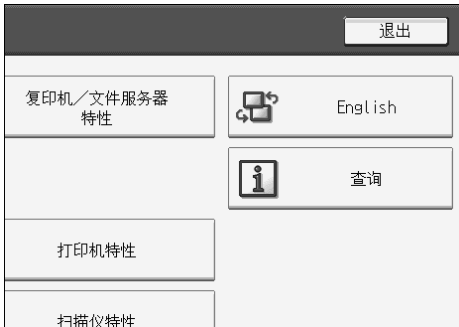 退出
复印机／文件服务器
特性
English
查询
打印机特性
扫描仪特性